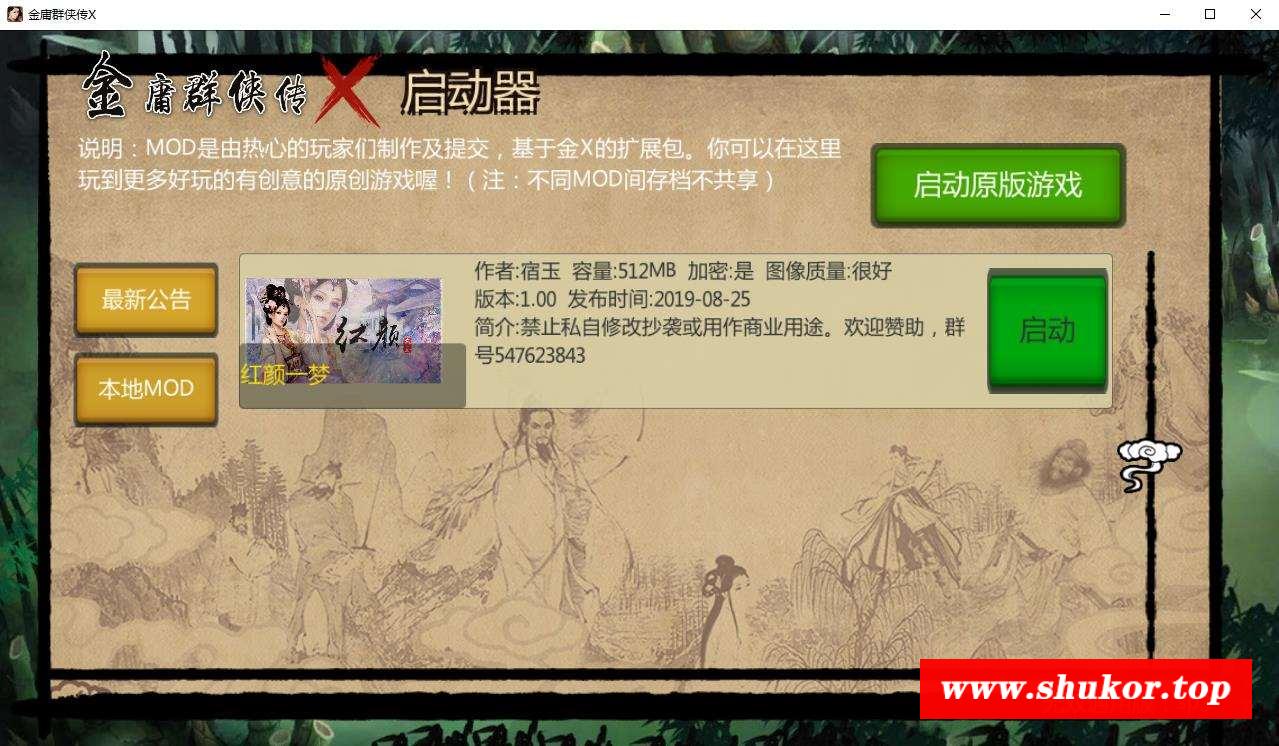 金庸群侠传X
金庸群侠传X 启动器
说明：MOD是由热心的玩家们制作及提交，基于金X的扩展包。你可以在这里
玩到更多好玩的有创意的原创游戏喔！（注：不同MOD间存档不共享）
启动原版游戏
最新公告
本地MOD
红颜
红颜一梦
作者:宿玉 容量:512MB 加密:是 图像质量:很好
版本:1.00 发布时间:2019-08-25
简介:禁止私自修改抄袭或用作商业用途。欢迎赞助，群
号547623843
启动
www.shukor.top